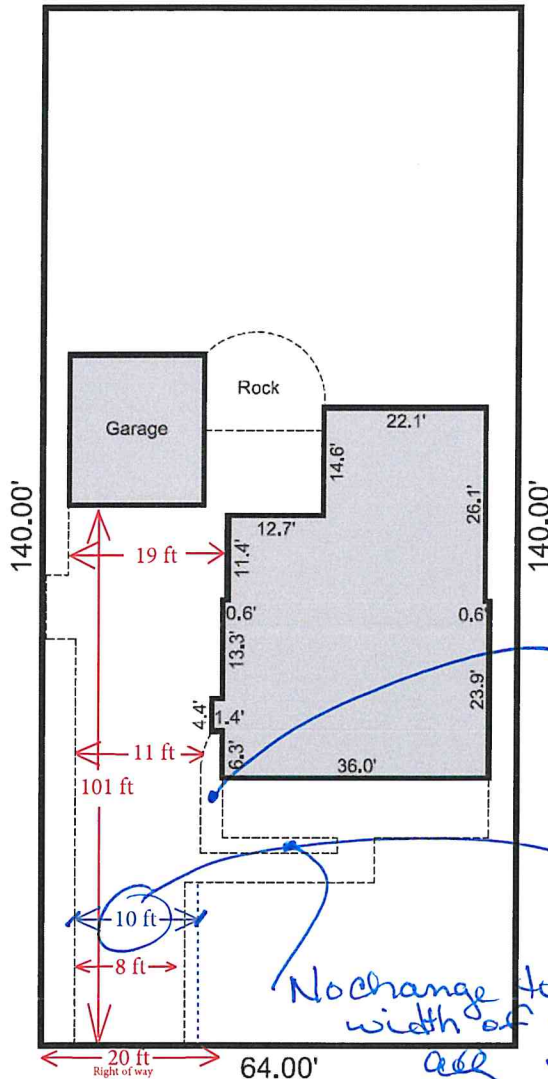 Rock
Garage
22.1'
14.6'
26.1'
140.00'
140.00'
12.7'
19 ft
11.4'
0.6'
0.6'
13.3'
23.9'
4.4'
1.4'
11 ft
6.3'
101 ft
36.0'
10 ft
8 ft
No change to
width of
20 ft
Right of way
64.00'